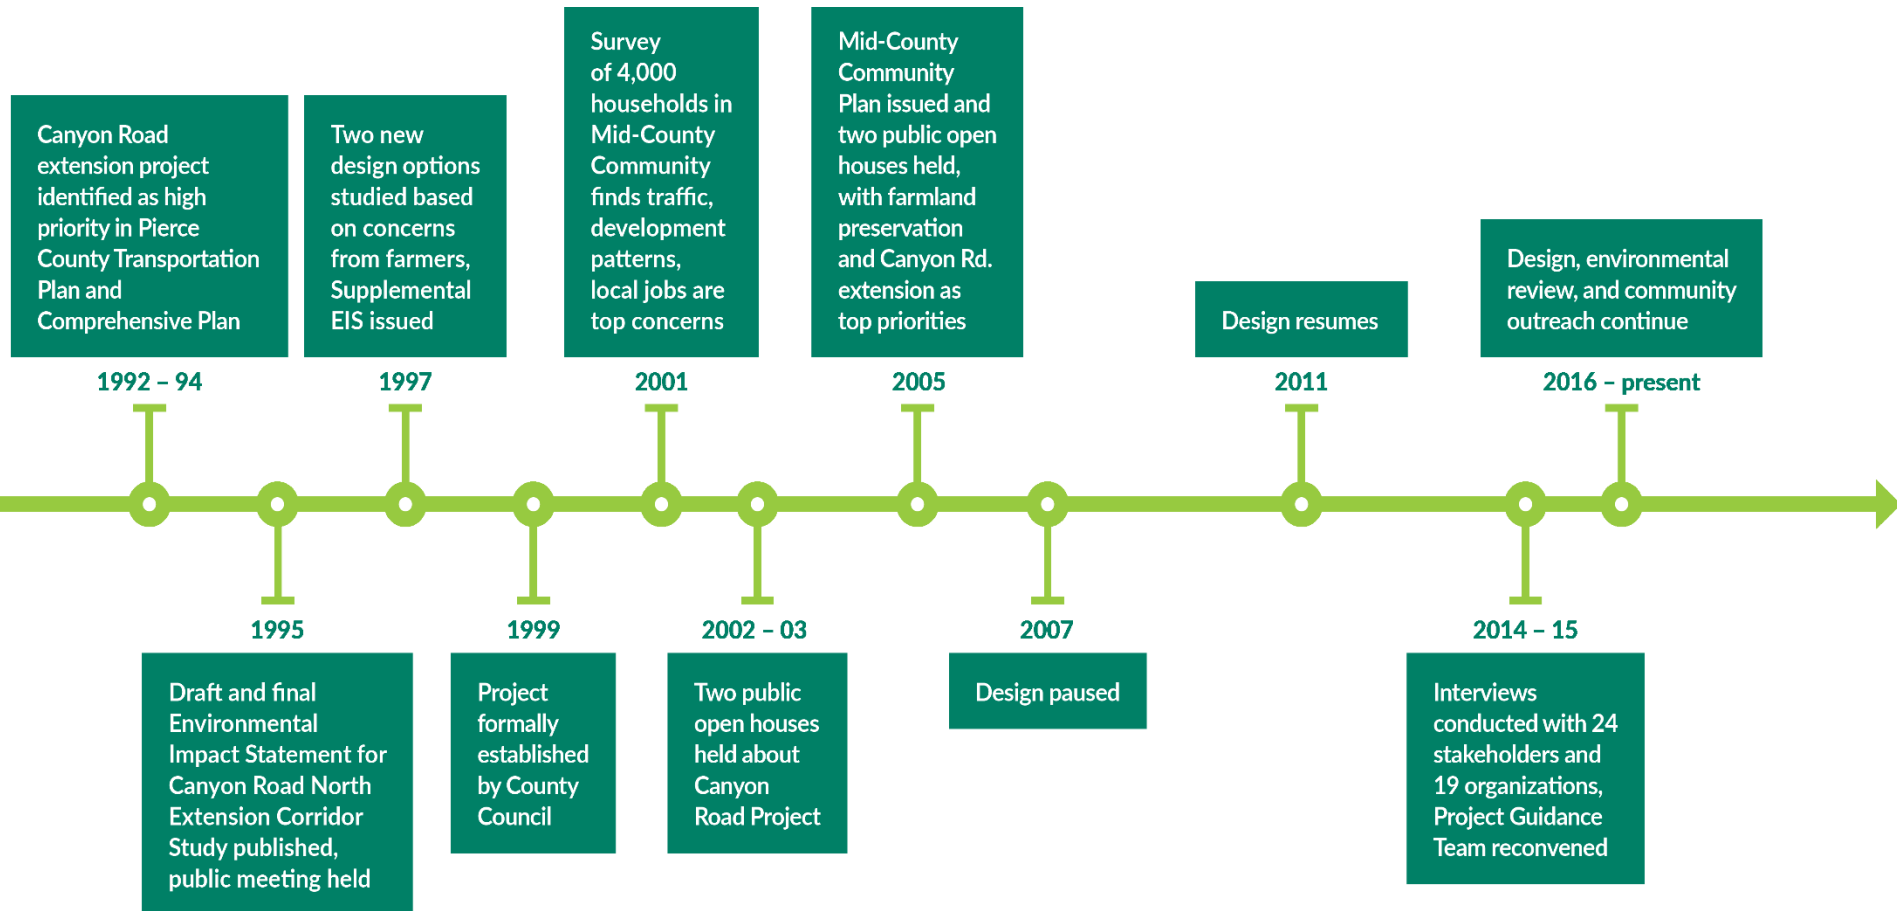 Canyon Road
extension project
identified as high
priority in Pierce
County Transportation
Plan and
Comprehensive Plan
1992 – 94
Draft and final
Environmental
Impact Statement for
Canyon Road North
Extension Corridor
Study published,
public meeting held
1995
Two new
design options
studied based
on concerns
from farmers,
Supplemental
EIS issued
1997
1999
Project
formally
established
by County
Council
Survey
of 4,000
households in
Mid-County
Community
finds traffic,
development
patterns,
local jobs are
top concerns
2001
2002 – 03
Two public
open houses
held about
Canyon
Road Project
Mid-County
Community
Plan issued and
two public open
houses held,
with farmland
preservation
and Canyon Rd.
extension as
top priorities
2005
2007
Design paused
Design resumes
2011
2014 – 15
Interviews
conducted with 24
stakeholders and
19 organizations,
Project Guidance
Team reconvened
Design, environmental
review, and community
outreach continue
2016 – present